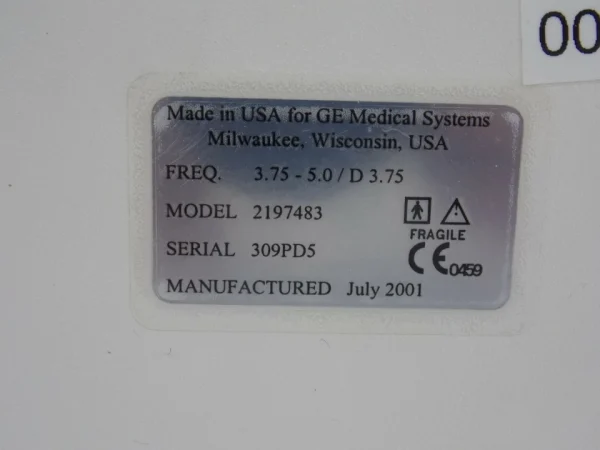 00
Made in USA for GE Medical Systems
Milwaukee, Wisconsin, USA
FREQ. 3.75 - 5.0 / D 3.75
MODEL 2197483
SERIAL 309PD5
FRAGILE
CE 0459
MANUFACTURED July 2001